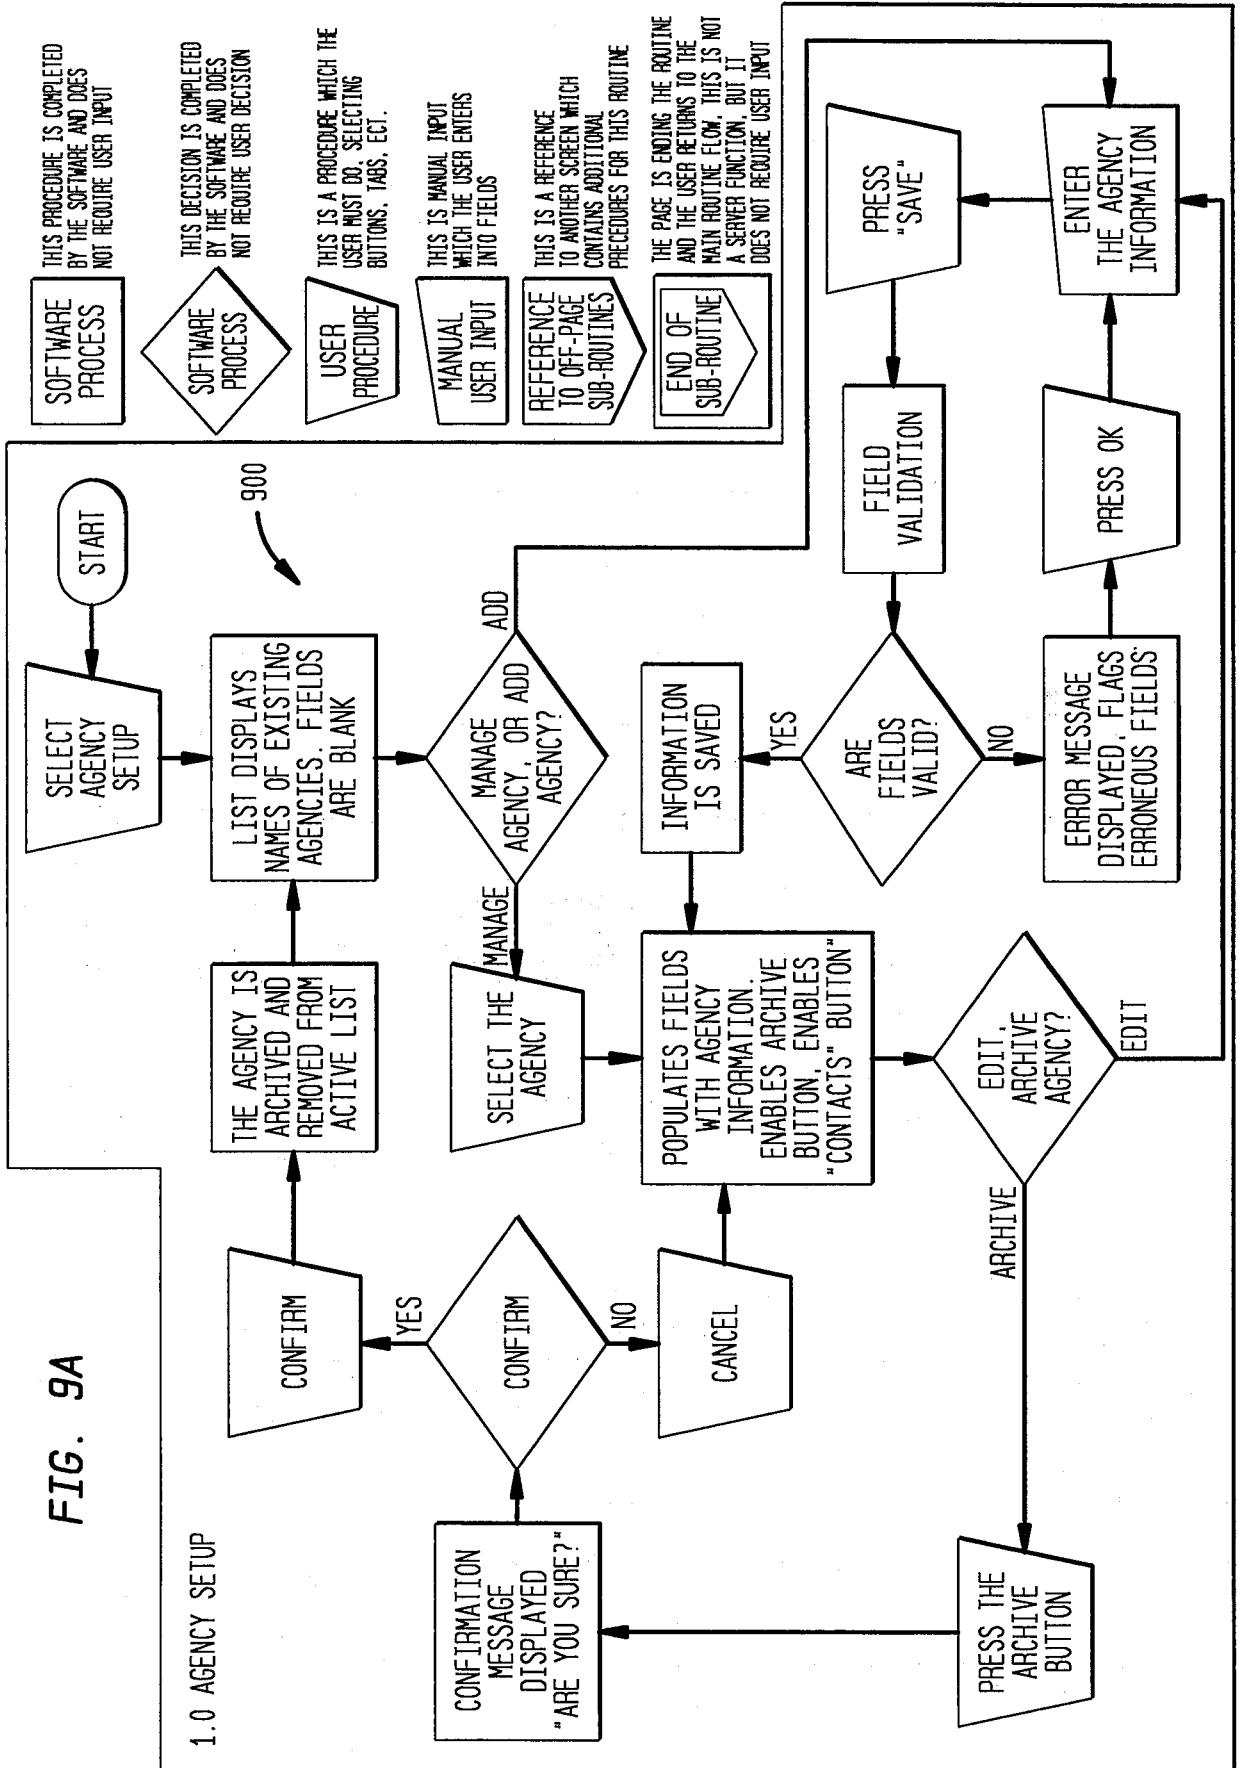 FIG. 9A
1.0 AGENCY SETUP
START
SELECT
AGENCY
SETUP
900
LIST DISPLAYS
NAMES OF EXISTING
AGENCIES. FIELDS
ARE BLANK
THE AGENCY IS
ARCHIVED AND
REMOVED FROM
ACTIVE LIST
CONFIRM
YES
CONFIRM
NO
CANCEL
CONFIRMATION
MESSAGE
DISPLAYED
"ARE YOU SURE?"
MANAGE
AGENCY, OR ADD
AGENCY?
ADD
MANAGE
SELECT THE
AGENCY
POPULATES FIELDS
WITH AGENCY
INFORMATION.
ENABLES ARCHIVE
BUTTON, ENABLES
"CONTACTS" BUTTON"
INFORMATION
IS SAVED
YES
ARE
FIELDS
VALID?
NO
FIELD
VALIDATION
PRESS
"SAVE"
ENTER
THE AGENCY
INFORMATION
PRESS OK
ERROR MESSAGE
DISPLAYED, FLAGS
ERRONEOUS FIELDS
EDIT,
ARCHIVE
AGENCY?
EDIT
ARCHIVE
PRESS THE
ARCHIVE
BUTTON
SOFTWARE
PROCESS
THIS PROCEDURE IS COMPLETED
BY THE SOFTWARE AND DOES
NOT REQUIRE USER INPUT
SOFTWARE
PROCESS
THIS DECISION IS COMPLETED
BY THE SOFTWARE AND DOES
NOT REQUIRE USER DECISION
USER
PROCEDURE
THIS IS A PROCEDURE WHICH THE
USER MUST DO, SELECTING
BUTTONS, TABS, ECT.
MANUAL
USER INPUT
THIS IS MANUAL INPUT
WHICH THE USER ENTERS
INTO FIELDS
REFERENCE
TO OFF-PAGE
SUB-ROUTINES
THIS IS A REFERENCE
TO ANOTHER SCREEN WHICH
CONTAINS ADDITIONAL
PRECEDURES FOR THIS ROUTINE
END OF
SUB-ROUTINE
THE PAGE IS ENDING THE ROUTINE
AND THE USER RETURNS TO THE
MAIN ROUTINE FLOW, THIS IS NOT
A SERVER FUNCTION, BUT IT
DOES NOT REQUIRE USER INPUT